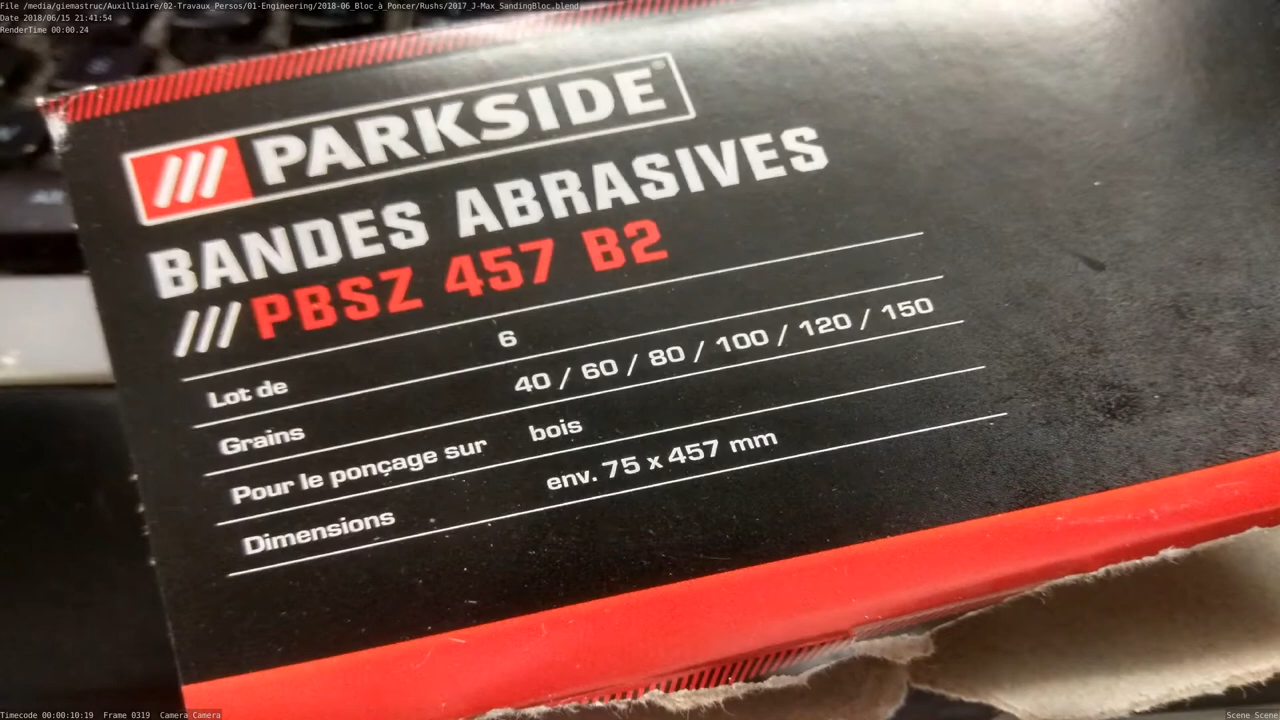 File /media/giemastruc/Auxilliaire/02-Travaux_Persos/01-Engineering/2018-06_Bloc_à_Poncer/Rushs/2017_J-Max_SandingBloc.blend
Date 2018/06/15 21:41:54
RenderTime 00:00.24
PARKSIDE®
BANDES ABRASIVES
///PBSZ 457 B2
Lot de 6
Grains 40 / 60 / 80 / 100 / 120 / 150
Pour le ponçage sur bois
Dimensions env. 75 x 457 mm
Timecode 00:00:10:19 Frame 0319 Camera Camera
Scene Scene